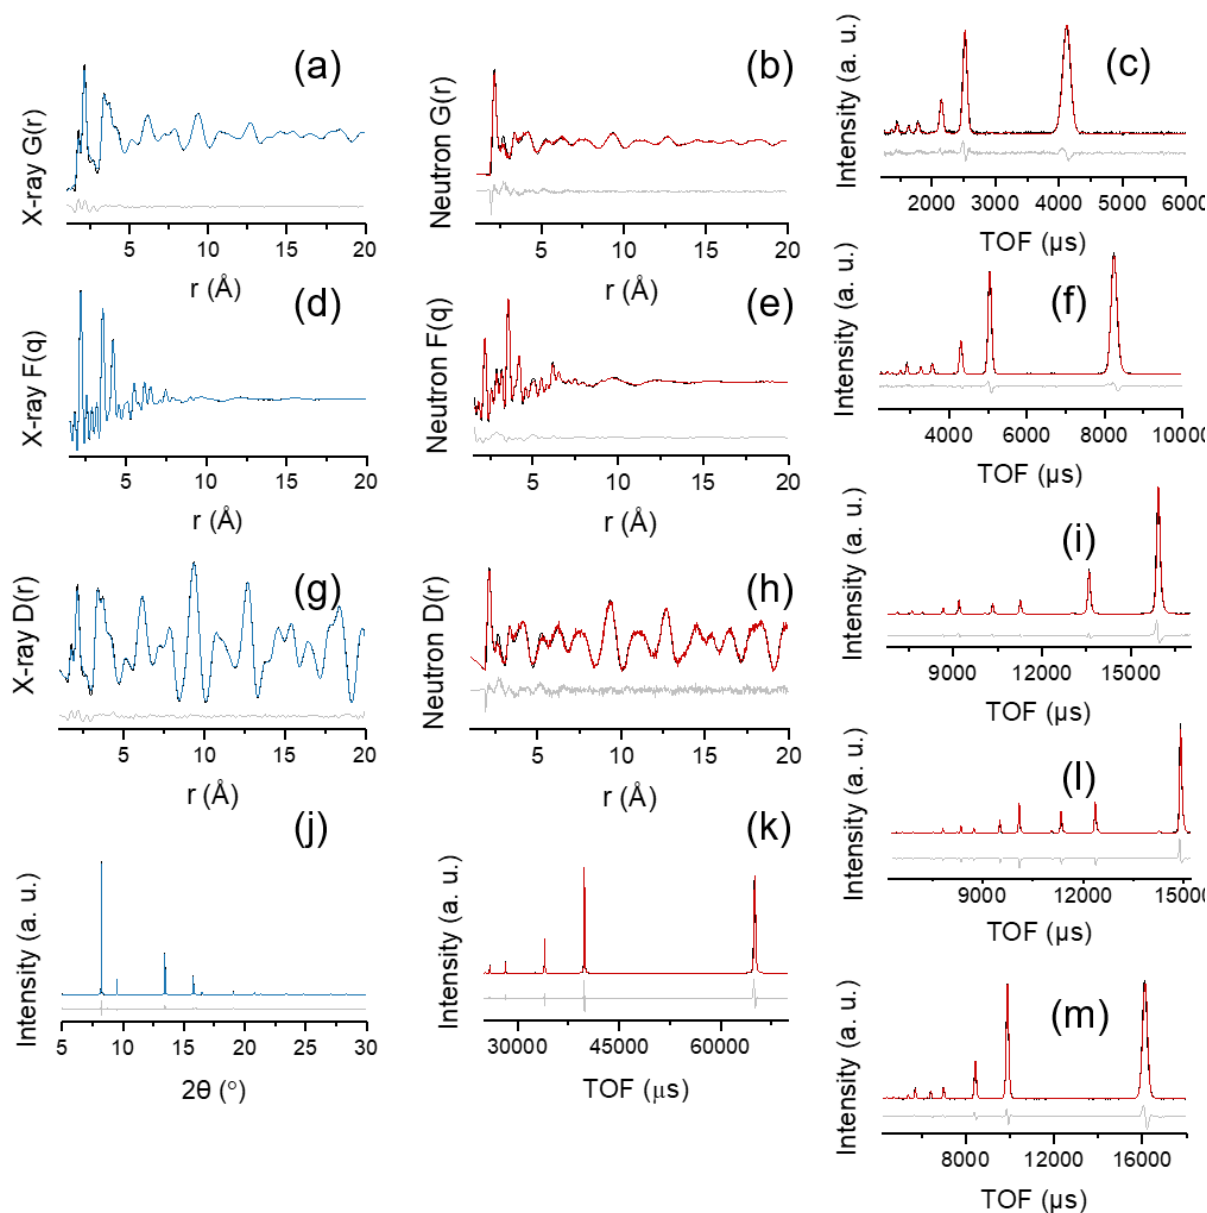 (a)
X-ray G(r)
5 10 15 20
r (Å)
(b)
Neutron G(r)
5 10 15 20
r (Å)
(c)
Intensity (a. u.)
2000 3000 4000 5000 6000
TOF (µs)
(d)
X-ray F(q)
5 10 15 20
r (Å)
(e)
Neutron F(q)
5 10 15 20
r (Å)
(f)
Intensity (a. u.)
4000 6000 8000 10000
TOF (µs)
(g)
X-ray D(r)
5 10 15 20
r (Å)
(h)
Neutron D(r)
5 10 15 20
r (Å)
(i)
Intensity (a. u.)
9000 12000 15000
TOF (µs)
(j)
Intensity (a. u.)
5 10 15 20 25 30
2θ (°)
(k)
Intensity (a. u.)
30000 45000 60000
TOF (µs)
(l)
Intensity (a. u.)
9000 12000 15000
TOF (µs)
(m)
Intensity (a. u.)
8000 12000 16000
TOF (µs)